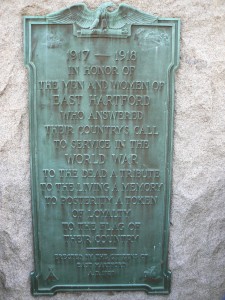 1917 — 1918
IN HONOR OF
THE MEN AND WOMEN OF
EAST HARTFORD
WHO ANSWERED
THEIR COUNTRY'S CALL
TO SERVICE IN THE
WORLD WAR
TO THE DEAD A TRIBUTE
TO THE LIVING A MEMORY
TO POSTERITY A TOKEN
OF LOYALTY
TO THE FLAG OF
THEIR COUNTRY